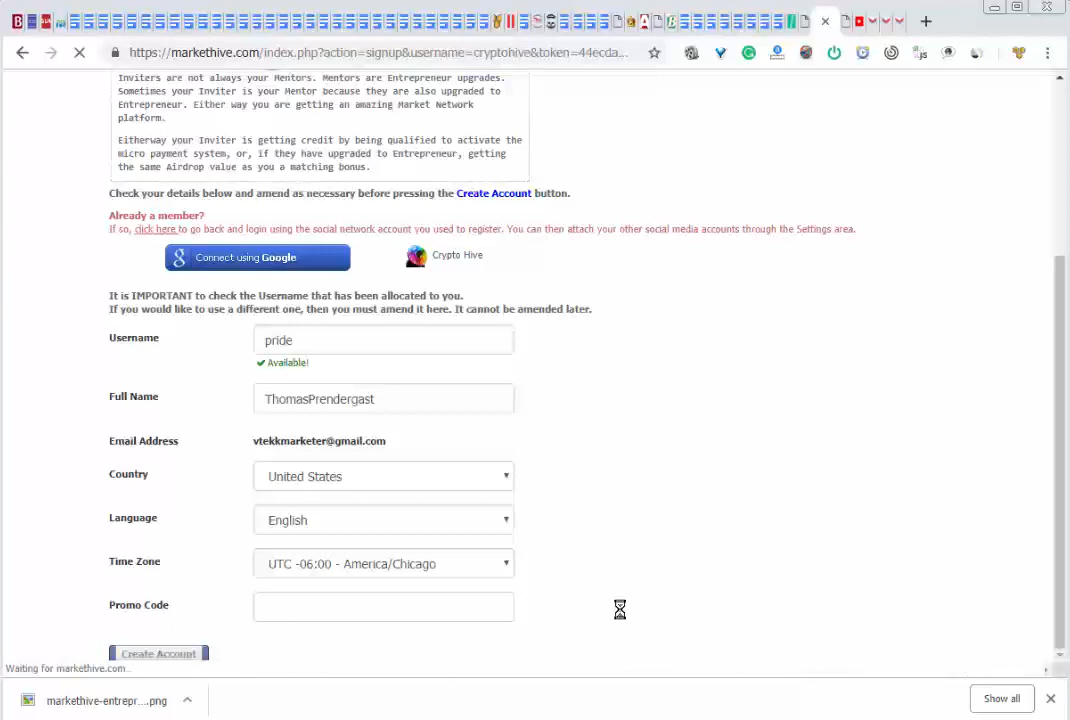 https://markethive.com/index.php?action=signup&username=cryptohive&token=44ecda...
Inviters are not always your Mentors. Mentors are Entrepreneur upgrades.
Sometimes your Inviter is your Mentor because they are also upgraded to
Entrepreneur. Either way you are getting an amazing Market Network
platform.
Eitherway your Inviter is getting credit by being qualified to activate the
micro payment system, or, if they have upgraded to Entrepreneur, getting
the same Airdrop value as you a matching bonus.
Check your details below and amend as necessary before pressing the Create Account button.
Already a member?
If so, click here to go back and login using the social network account you used to register. You can then attach your other social media accounts through the Settings area.
Connect using Google
Crypto Hive
It is IMPORTANT to check the Username that has been allocated to you.
If you would like to use a different one, then you must amend it here. It cannot be amended later.
Username
pride
Available!
Full Name
ThomasPrendergast
Email Address
vtekkmarketer@gmail.com
Country
United States
Language
English
Time Zone
UTC -06:00 - America/Chicago
Promo Code
Create Account
Waiting for markethive.com...
markethive-entrepr....png
Show all